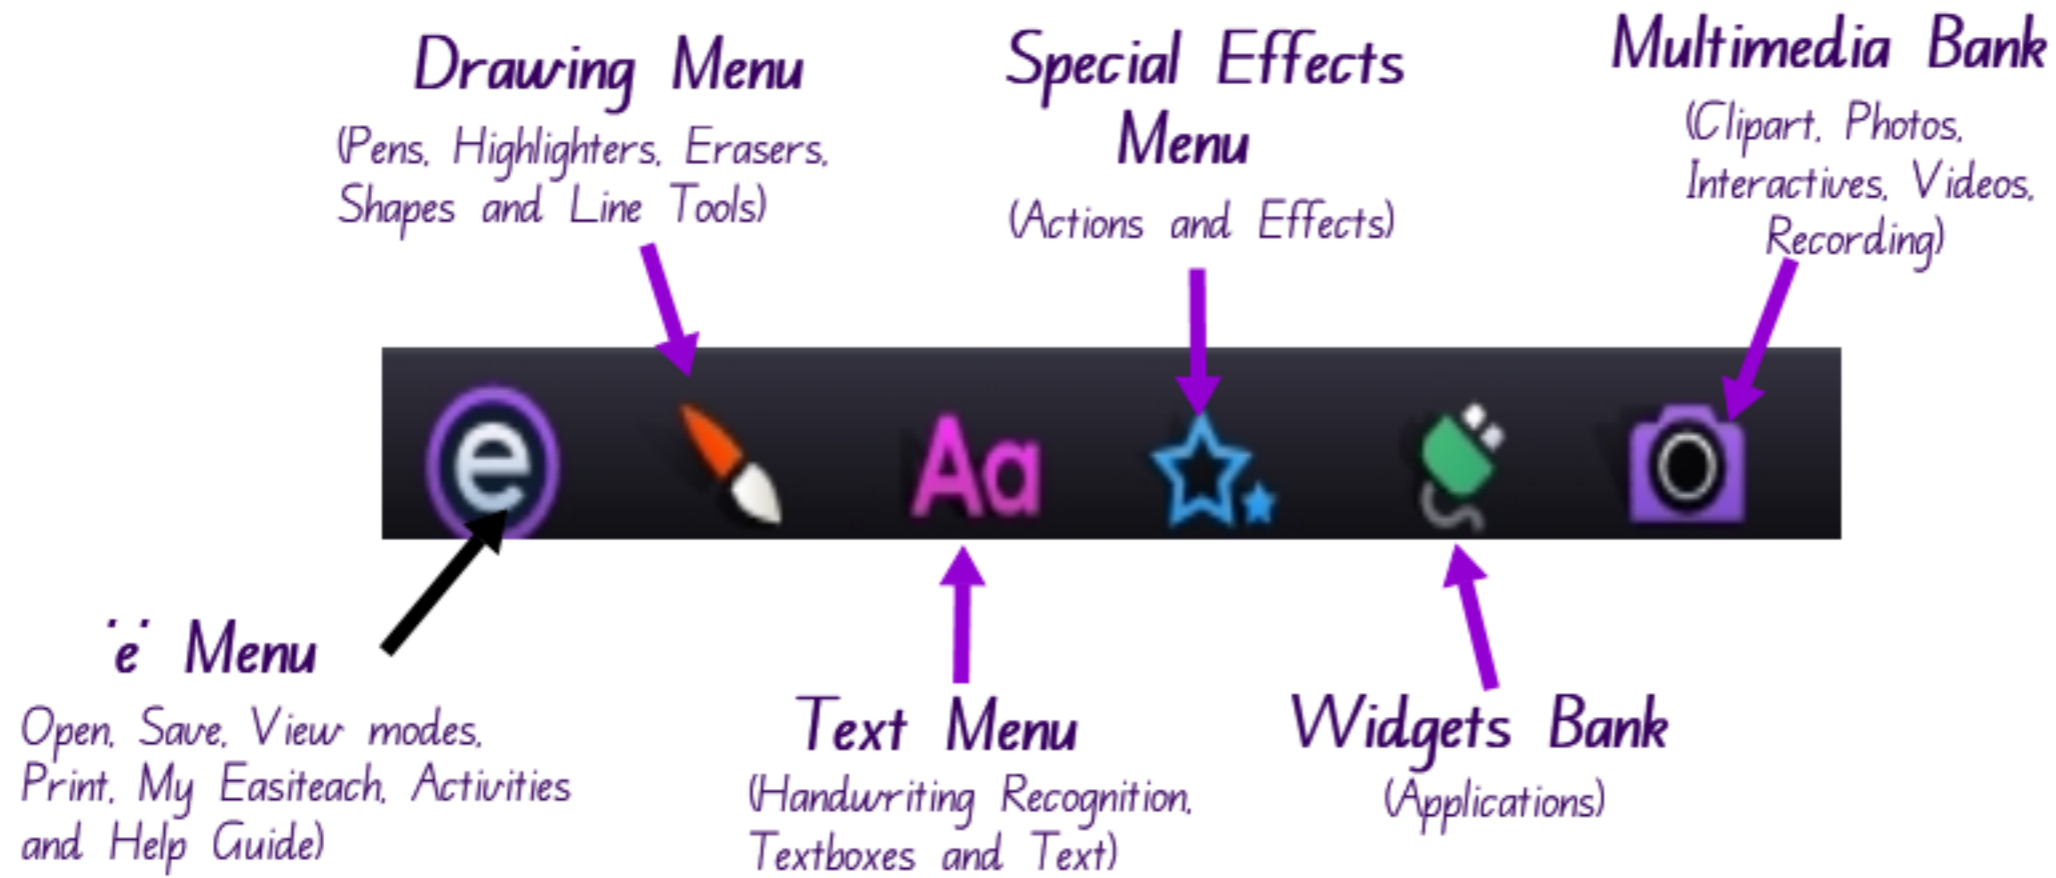 Drawing Menu
(Pens, Highlighters, Erasers,
Shapes and Line Tools)
Special Effects
Menu
(Actions and Effects)
Multimedia Bank
(Clipart, Photos,
Interactives, Videos,
Recording)
e
Aa
"e" Menu
Open, Save, View modes,
Print, My Easiteach, Activities
and Help Guide)
Text Menu
(Handwriting Recognition,
Textboxes and Text)
Widgets Bank
(Applications)